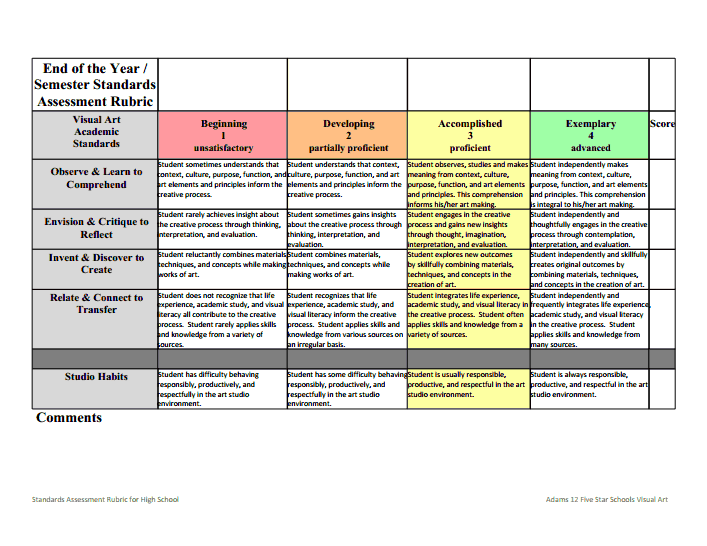 End of the Year /
Semester Standards
Assessment Rubric
Visual Art
Academic
Standards
Beginning
1
unsatisfactory
Developing
2
partially proficient
Accomplished
3
proficient
Exemplary
4
advanced
Score
Observe & Learn to
Comprehend
Student sometimes understands that
context, culture, purpose, function, and
art elements and principles inform the
creative process.
Student understands that context,
culture, purpose, function, and art
elements and principles inform the
creative process.
Student observes, studies and makes
meaning from context, culture,
purpose, function, and art elements
and principles. This comprehension
informs his/her art making.
Student independently makes
meaning from context, culture,
purpose, function, and art elements
and principles. This comprehension
is integral to his/her art making.
Envision & Critique to
Reflect
Student rarely achieves insight about
the creative process through thinking,
interpretation, and evaluation.
Student sometimes gains insights
about the creative process through
thinking, interpretation, and
evaluation.
Student engages in the creative
process and gains new insights
through thought, imagination,
interpretation, and evaluation.
Student independently and
thoughtfully engages in the creative
process through contemplation,
interpretation, and evaluation.
Invent & Discover to
Create
Student reluctantly combines materials
techniques, and concepts while making
works of art.
Student combines materials,
techniques, and concepts while
making works of art.
Student explores new outcomes
by skillfully combining materials,
techniques, and concepts in the
creation of art.
Student independently and skillfully
creates original outcomes by
combining materials, techniques,
and concepts in the creation of art.
Relate & Connect to
Transfer
Student does not recognize that life
experience, academic study, and visual
literacy all contribute to the creative
process. Student rarely applies skills
and knowledge from a variety of
sources.
Student recognizes that life
experience, academic study, and
visual literacy inform the creative
process. Student applies skills and
knowledge from various sources on
an irregular basis.
Student integrates life experience,
academic study, and visual literacy in
the creative process. Student often
applies skills and knowledge from a
variety of sources.
Student independently and
frequently integrates life experience,
academic study, and visual literacy
in the creative process. Student
applies skills and knowledge from
many sources.
Studio Habits
Student has difficulty behaving
responsibly, productively, and
respectfully in the art studio
environment.
Student has some difficulty behaving
responsibly, productively, and
respectfully in the art studio
environment.
Student is usually responsible,
productive, and respectful in the art
studio environment.
Student is always responsible,
productive, and respectful in the art
studio environment.
Comments
Standards Assessment Rubric for High School
Adams 12 Five Star Schools Visual Art